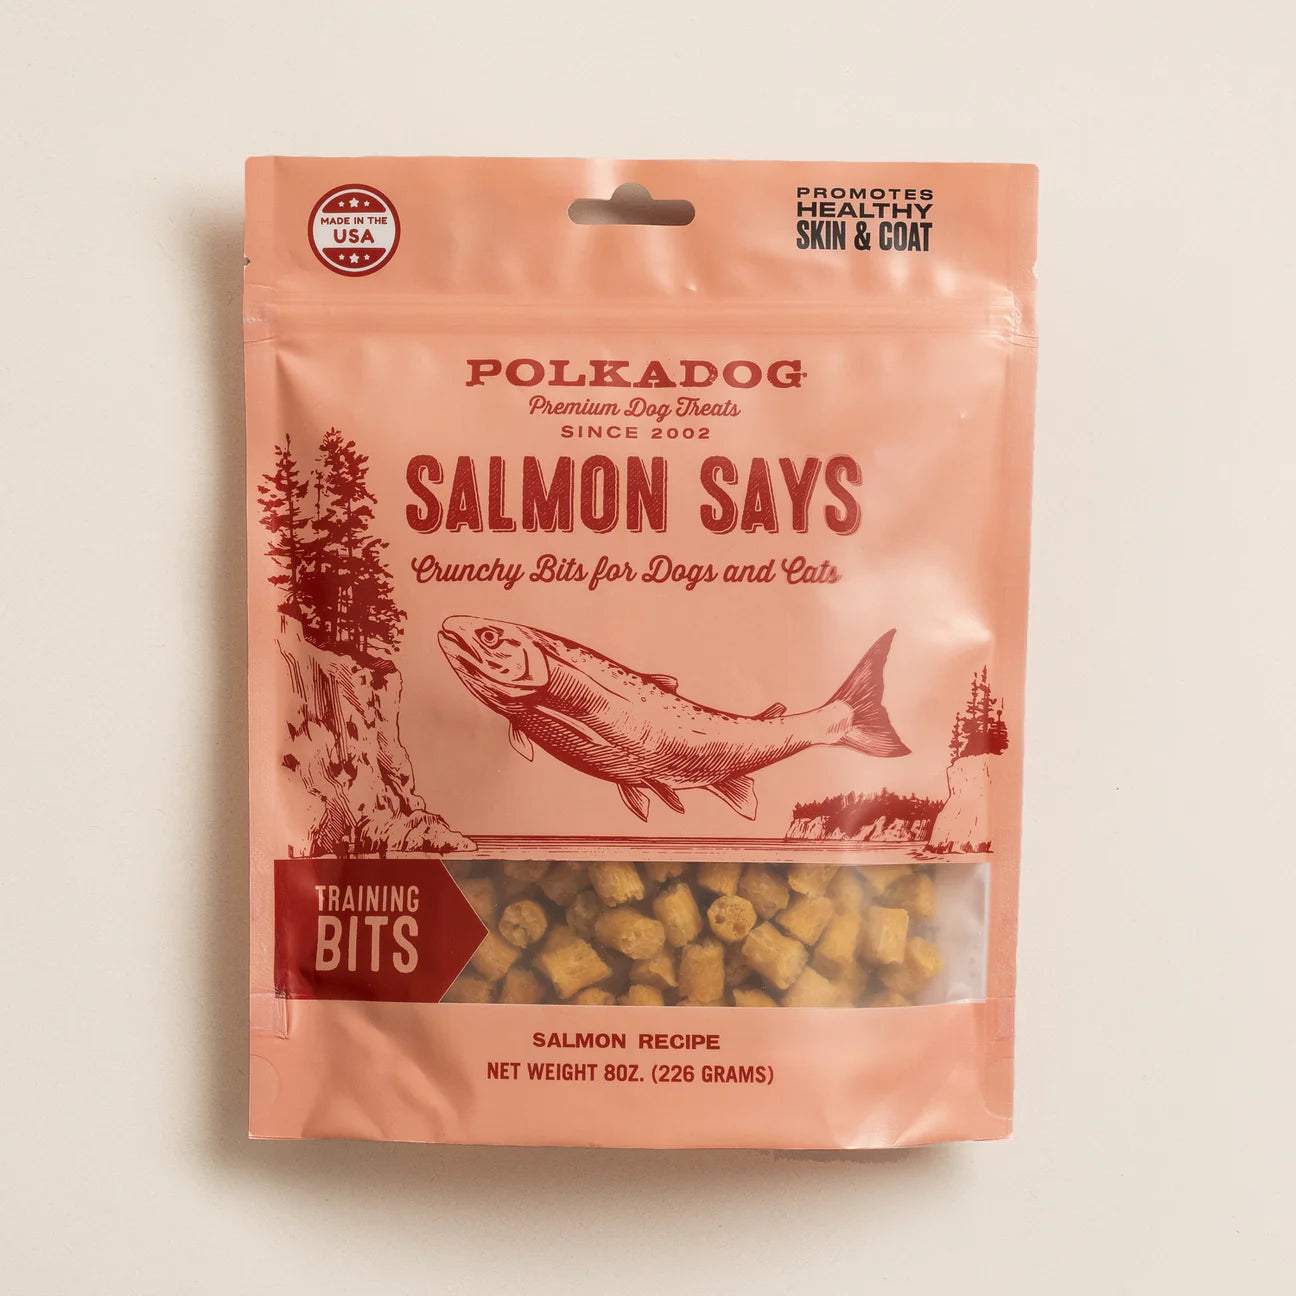 MADE IN THE
USA
PROMOTES
HEALTHY
SKIN & COAT
POLKADOG
Premium Dog Treats
SINCE 2002
SALMON SAYS
Crunchy Bits for Dogs and Cats
TRAINING
BITS
SALMON RECIPE
NET WEIGHT 8OZ. (226 GRAMS)